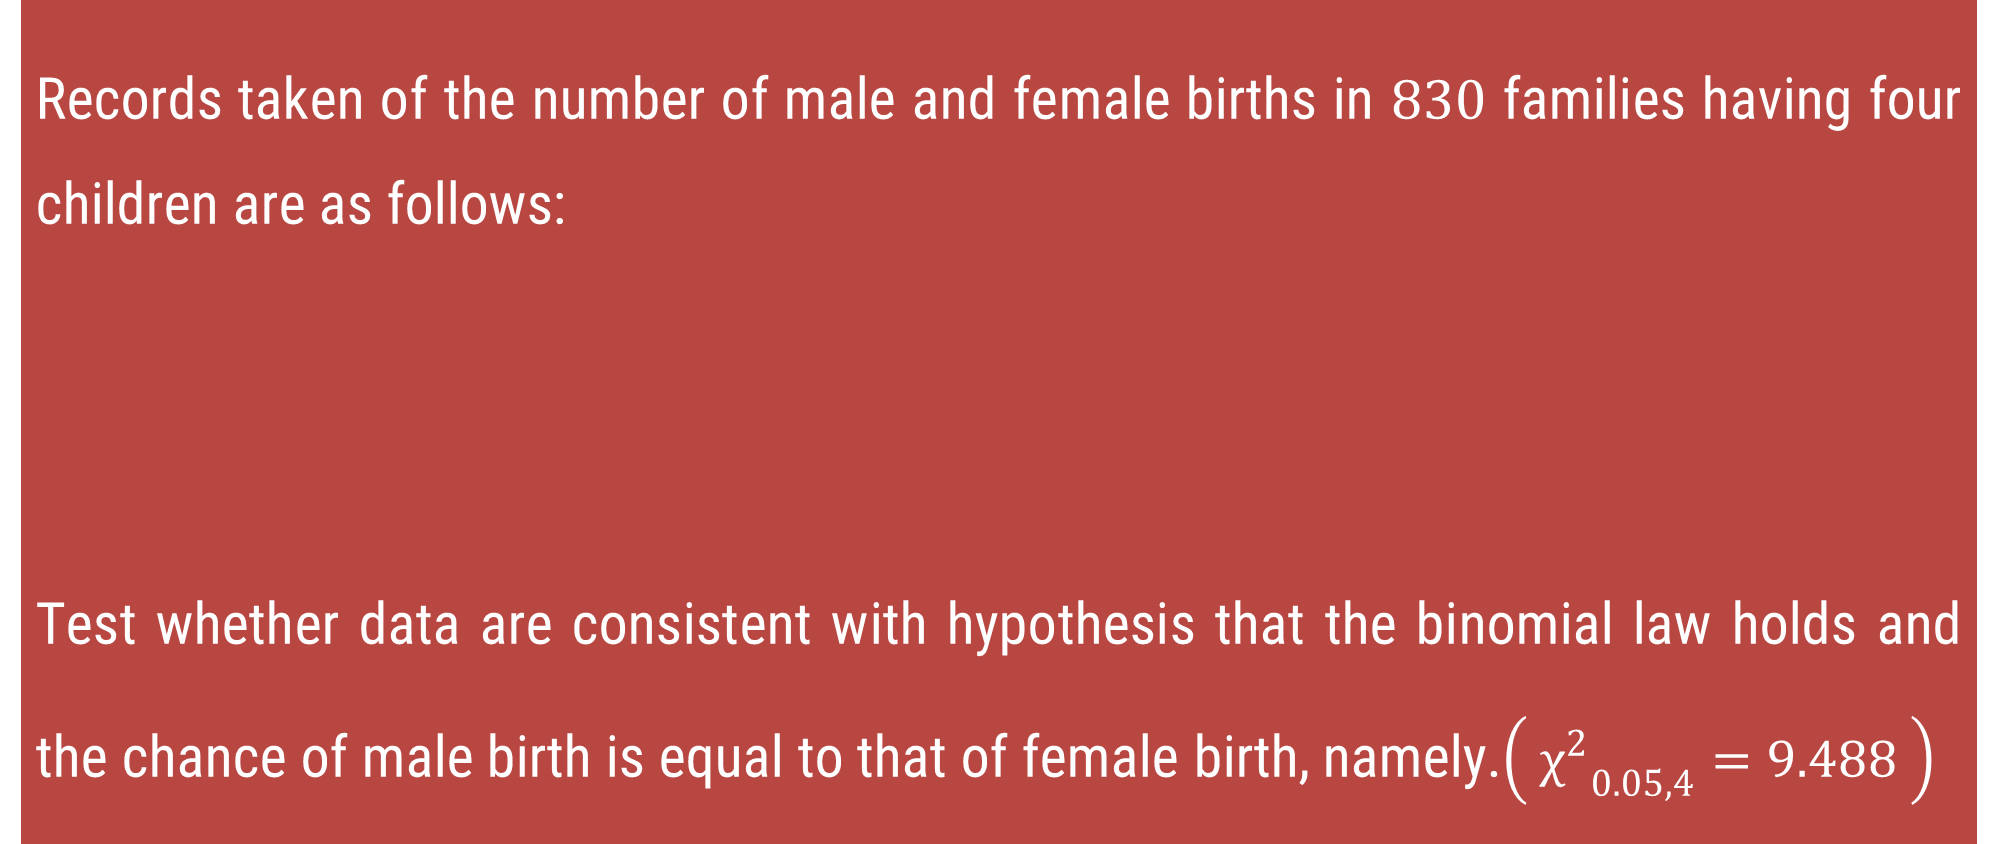 Records taken of the number of male and female births in 830 families having four
children are as follows:
Test whether data are consistent with hypothesis that the binomial law holds and
the chance of male birth is equal to that of female birth, namely.( χ² 0.05,4 = 9.488 )